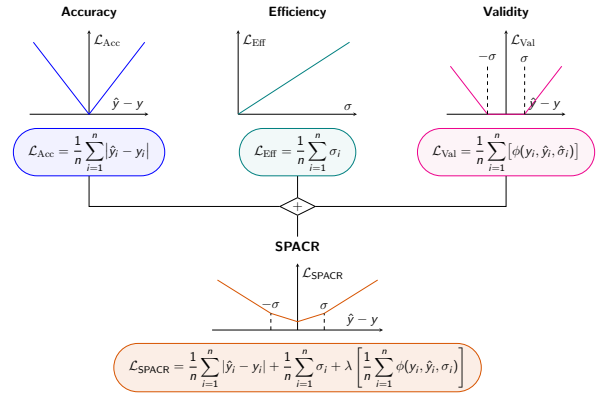 Accuracy Efficiency Validity
ℒ_Acc ℒ_Eff ℒ_Val
−σ σ
ŷ − y σ ŷ − y
ℒ_Acc = 1/n ∑_{i=1}^{n} |ŷ_i − y_i|
ℒ_Eff = 1/n ∑_{i=1}^{n} σ_i
ℒ_Val = 1/n ∑_{i=1}^{n} [ϕ(y_i, ŷ_i, σ̂_i)]
+
SPACR
ℒ_SPACR
−σ σ
ŷ − y
ℒ_SPACR = 1/n ∑_{i=1}^{n} |ŷ_i − y_i| + 1/n ∑_{i=1}^{n} σ_i + λ [1/n ∑_{i=1}^{n} ϕ(y_i, ŷ_i, σ_i)]